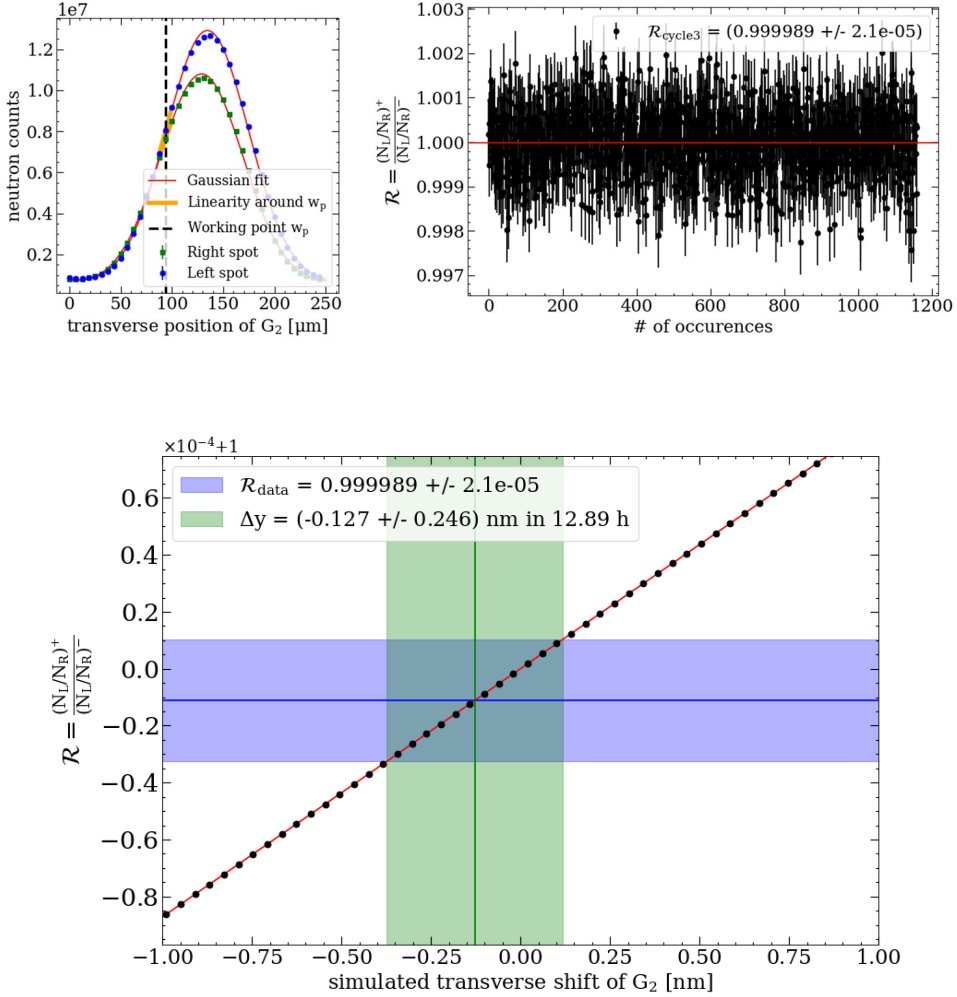 1e7
neutron counts
1.2
1.0
0.8
0.6
0.4
0.2
Gaussian fit
Linearity around wₚ
Working point wₚ
Right spot
Left spot
0 50 100 150 200 250
transverse position of G₂ [μm]
ℛ = (N_L/N_R)⁺ / (N_L/N_R)⁻
1.003
1.002
1.001
1.000
0.999
0.998
0.997
ℛ_cycle3 = (0.999989 +/- 2.1e-05)
0 200 400 600 800 1000 1200
# of occurences
×10⁻⁴+1
ℛ = (N_L/N_R)⁺ / (N_L/N_R)⁻
0.6
0.4
0.2
0.0
−0.2
−0.4
−0.6
−0.8
−1
ℛ_data = 0.999989 +/- 2.1e-05
Δy = (-0.127 +/- 0.246) nm in 12.89 h
−1.00 −0.75 −0.50 −0.25 0.00 0.25 0.50 0.75 1.00
simulated transverse shift of G₂ [nm]